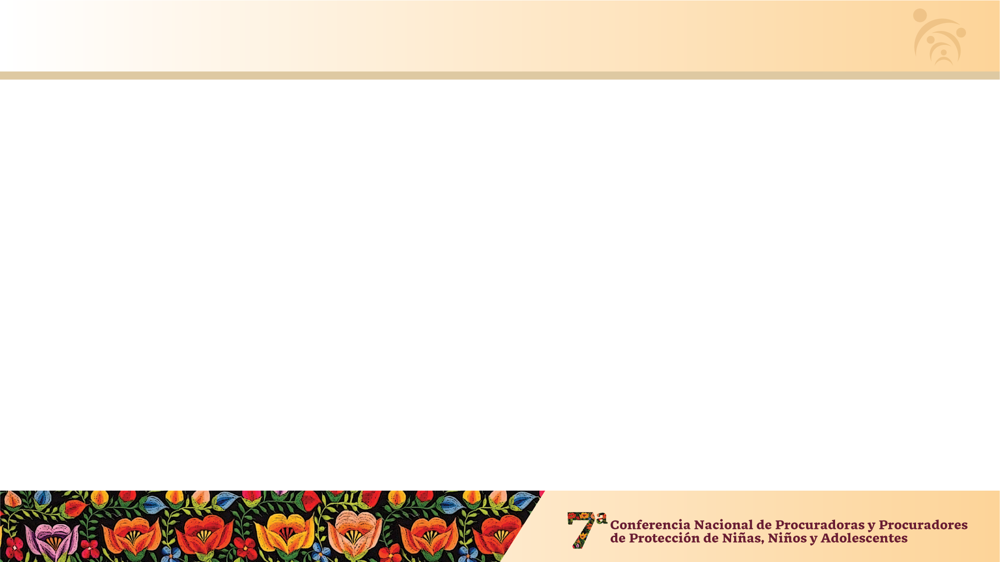 7ª Conferencia Nacional de Procuradoras y Procuradores
de Protección de Niñas, Niños y Adolescentes